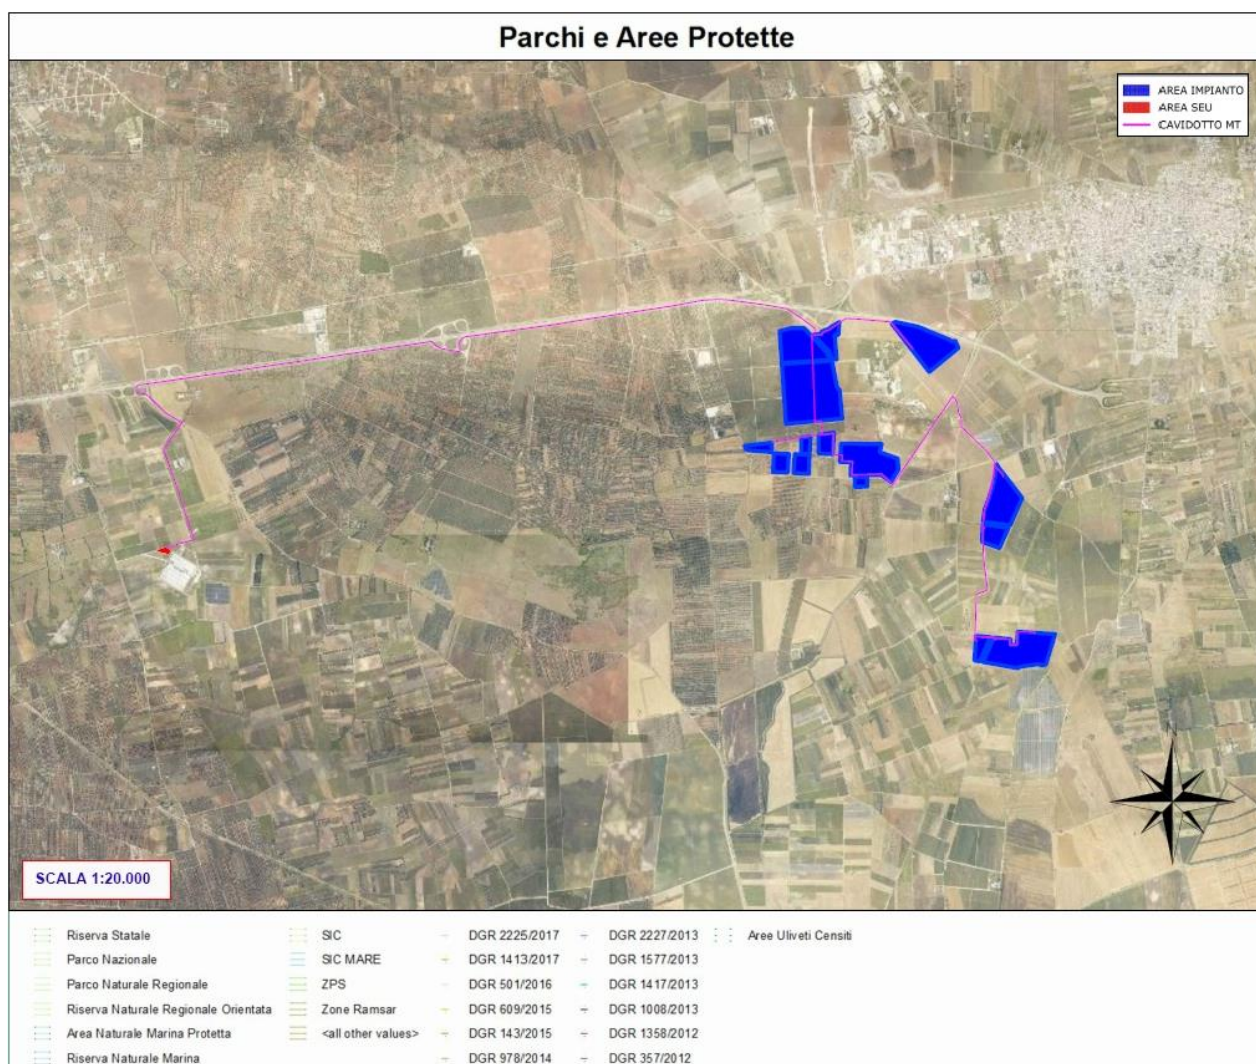 Parchi e Aree Protette
AREA IMPIANTO
AREA SEU
CAVIDOTTO MT
SCALA 1:20.000
Riserva Statale
Parco Nazionale
Parco Naturale Regionale
Riserva Naturale Regionale Orientata
Area Naturale Marina Protetta
Riserva Naturale Marina
SIC
SIC MARE
ZPS
Zone Ramsar
<all other values>
DGR 2225/2017
DGR 1413/2017
DGR 501/2016
DGR 609/2015
DGR 143/2015
DGR 978/2014
DGR 2227/2013
DGR 1577/2013
DGR 1417/2013
DGR 1008/2013
DGR 1358/2012
DGR 357/2012
Aree Uliveti Censiti